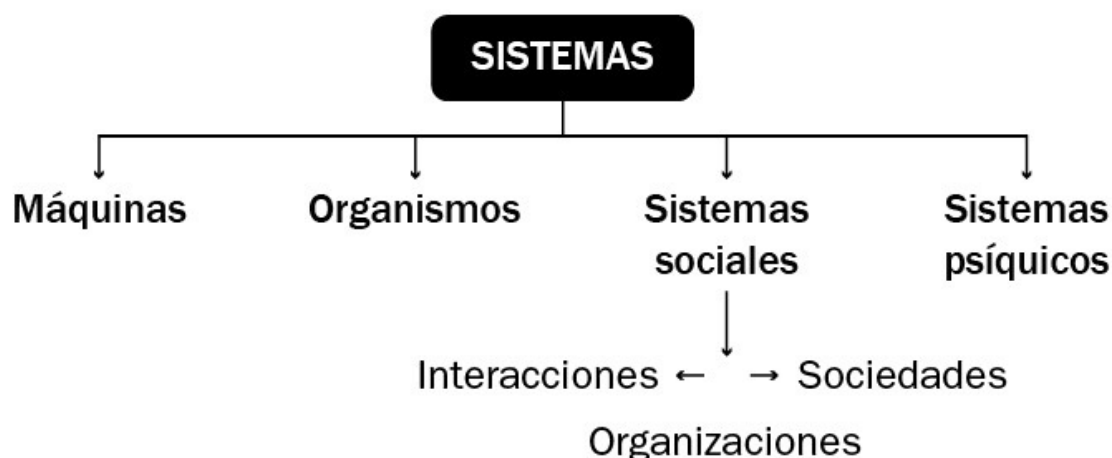 SISTEMAS
Máquinas
Organismos
Sistemas
sociales
Sistemas
psíquicos
Interacciones ← → Sociedades
Organizaciones